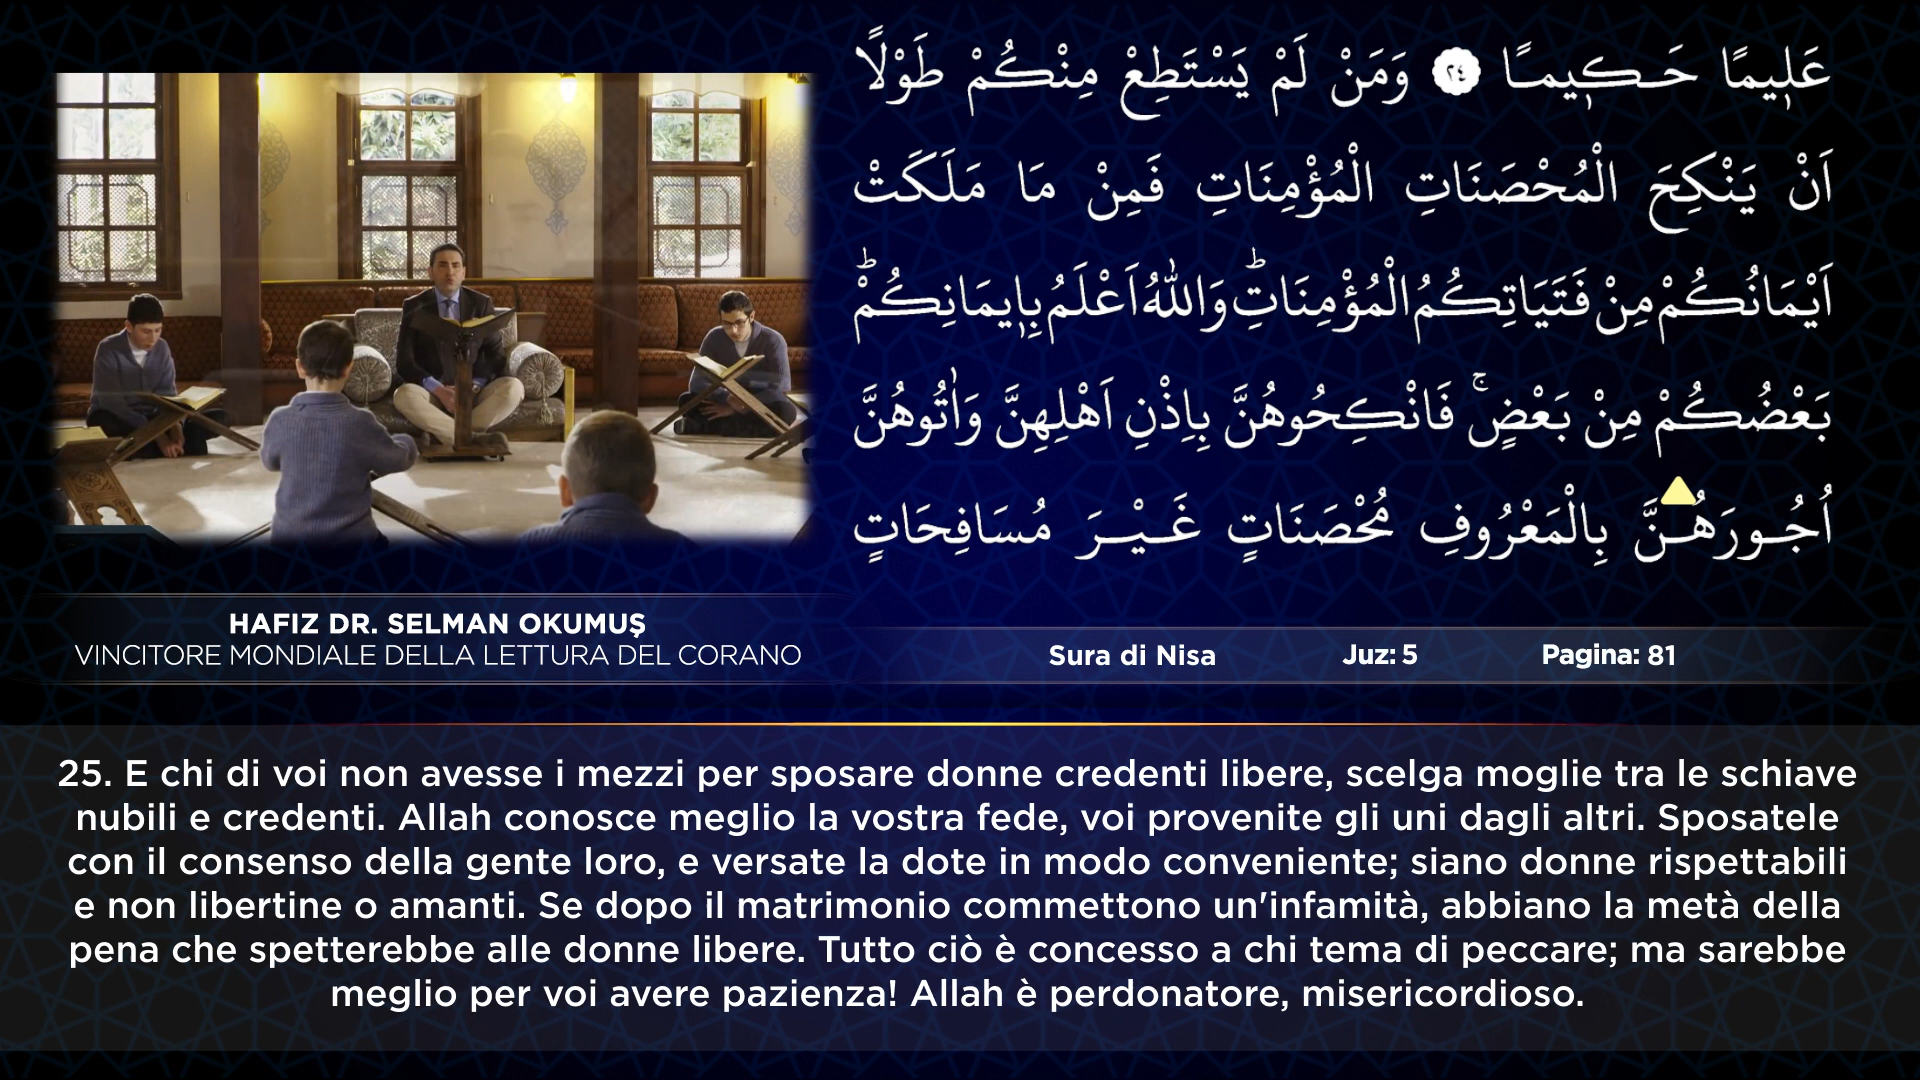 عَلٖيمًا حَكٖيمًا ٢٤ وَمَنْ لَمْ يَسْتَطِعْ مِنْكُمْ طَوْلًا
اَنْ يَنْكِحَ الْمُحْصَنَاتِ الْمُؤْمِنَاتِ فَمِنْ مَا مَلَكَتْ
اَيْمَانُكُمْ مِنْ فَتَيَاتِكُمُ الْمُؤْمِنَاتِؕ وَاللّٰهُ اَعْلَمُ بِاٖيمَانِكُمْؕ
بَعْضُكُمْ مِنْ بَعْضٍۚ فَانْكِحُوهُنَّ بِاِذْنِ اَهْلِهِنَّ وَاٰتُوهُنَّ
اُجُورَهُنَّ بِالْمَعْرُوفِ مُحْصَنَاتٍ غَيْرَ مُسَافِحَاتٍ
HAFIZ DR. SELMAN OKUMUŞ
VINCITORE MONDIALE DELLA LETTURA DEL CORANO
Sura di Nisa Juz: 5 Pagina: 81
25. E chi di voi non avesse i mezzi per sposare donne credenti libere, scelga moglie tra le schiave
nubili e credenti. Allah conosce meglio la vostra fede, voi provenite gli uni dagli altri. Sposatele
con il consenso della gente loro, e versate la dote in modo conveniente; siano donne rispettabili
e non libertine o amanti. Se dopo il matrimonio commettono un'infamità, abbiano la metà della
pena che spetterebbe alle donne libere. Tutto ciò è concesso a chi tema di peccare; ma sarebbe
meglio per voi avere pazienza! Allah è perdonatore, misericordioso.